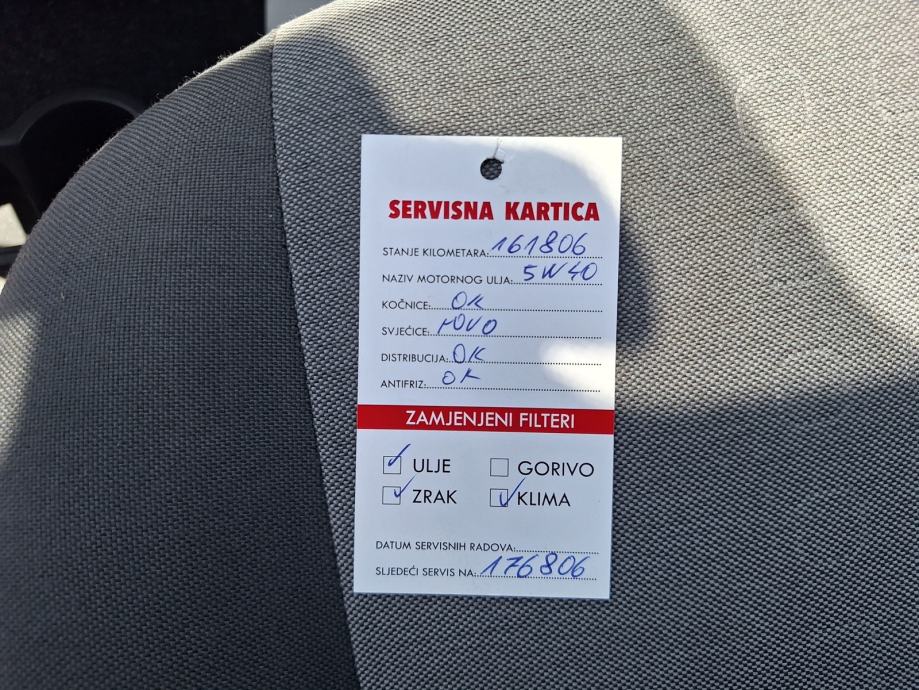 SERVISNA KARTICA
STANJE KILOMETARA: 161806
NAZIV MOTORNOG ULJA: 5W40
KOČNICE: OK
SVJEĆICE: NOVO
DISTRIBUCIJA: OK
ANTIFRIZ: OK
ZAMJENJENI FILTERI
ULJE GORIVO
ZRAK KLIMA
DATUM SERVISNIH RADOVA:
SLJEDEĆI SERVIS NA: 176806